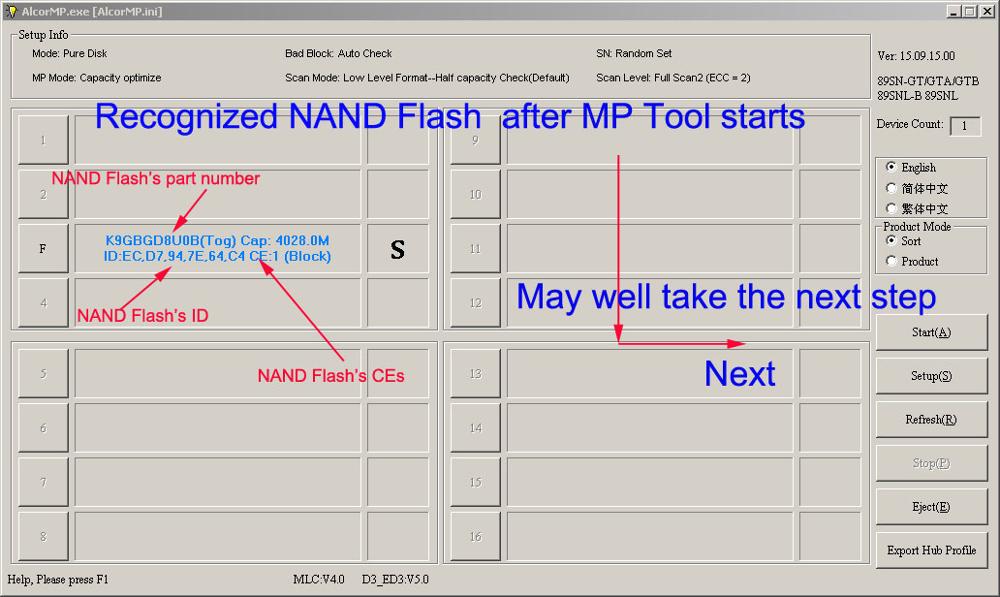 AlcorMP.exe [AlcorMP.ini]
Setup Info
Mode: Pure Disk
Bad Block: Auto Check
SN: Random Set
MP Mode: Capacity optimize
Scan Mode: Low Level Format--Half capacity Check(Default)
Scan Level: Full Scan2 (ECC = 2)
Ver: 15.09.15.00
89SN-GT/GTA/GTB
89SNL-B 89SNL
Device Count: 1
Recognized NAND Flash after MP Tool starts
1
9
NAND Flash's part number
2
10
English
简体中文
繁体中文
F
K9GBGD8U0B(Tog) Cap: 4028.0M
ID:EC,D7,94,7E,64,C4 CE:1 (Block)
S
11
Product Mode
Sort
Product
4
NAND Flash's ID
12
May well take the next step
Start(A)
5
NAND Flash's CEs
13
Next
Setup(S)
6
14
Refresh(R)
7
15
Stop(P)
8
16
Eject(E)
Export Hub Profile
Help, Please press F1
MLC:V4.0
D3_ED3:V5.0